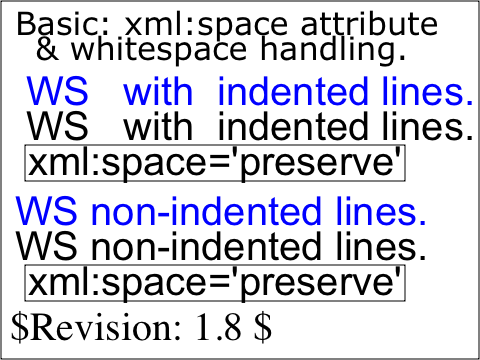 Basic: xml:space attribute
& whitespace handling.
WS   with  indented lines.
WS   with  indented lines.
xml:space='preserve'
WS non-indented lines.
WS non-indented lines.
xml:space='preserve'
$Revision: 1.8 $